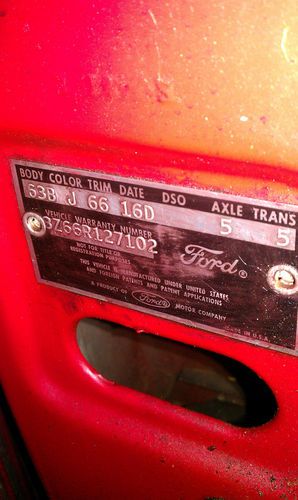 BODY COLOR TRIM DATE DSO AXLE TRANS
63B J 66 16D 5 5
VEHICLE WARRANTY NUMBER
3Z66R127102
NOT FOR TITLE OR
REGISTRATION PURPOSES
Ford®
THIS VEHICLE IS MANUFACTURED UNDER UNITED STATES
AND FOREIGN PATENTS AND PATENT APPLICATIONS
A PRODUCT OF Ford MOTOR COMPANY
MADE IN U.S.A.